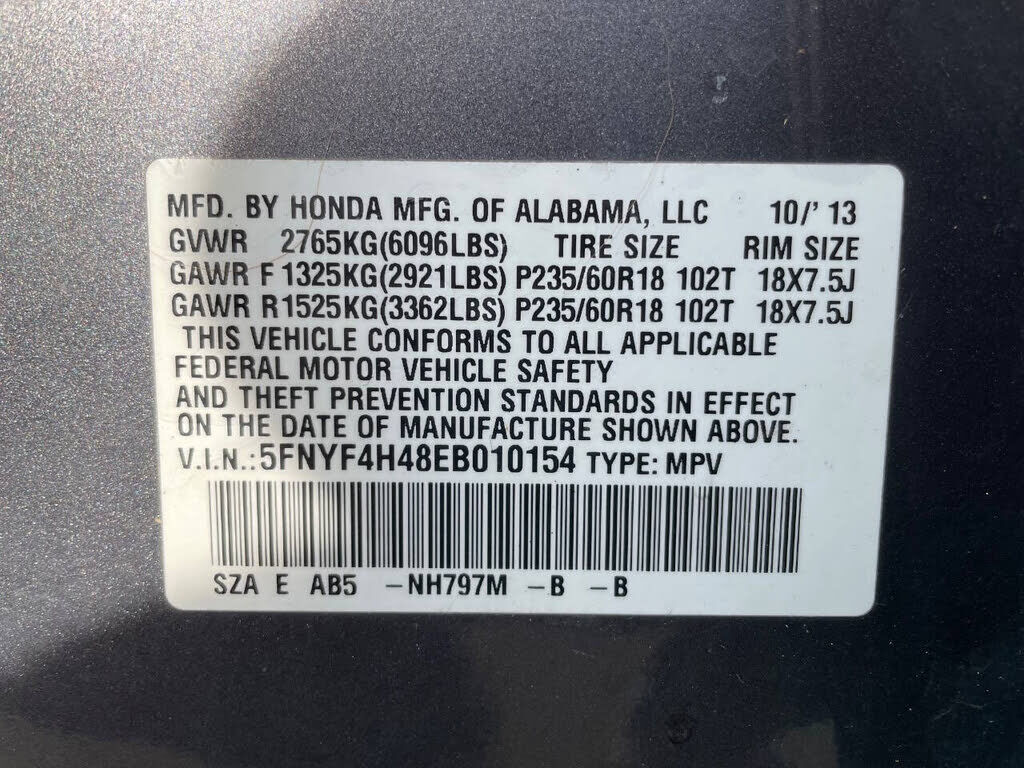 MFD. BY HONDA MFG. OF ALABAMA, LLC 10/' 13
GVWR 2765KG(6096LBS) TIRE SIZE RIM SIZE
GAWR F 1325KG(2921LBS) P235/60R18 102T 18X7.5J
GAWR R1525KG(3362LBS) P235/60R18 102T 18X7.5J
THIS VEHICLE CONFORMS TO ALL APPLICABLE
FEDERAL MOTOR VEHICLE SAFETY
AND THEFT PREVENTION STANDARDS IN EFFECT
ON THE DATE OF MANUFACTURE SHOWN ABOVE.
V.I.N.:5FNYF4H48EB010154 TYPE: MPV
SZA E AB5 -NH797M -B -B